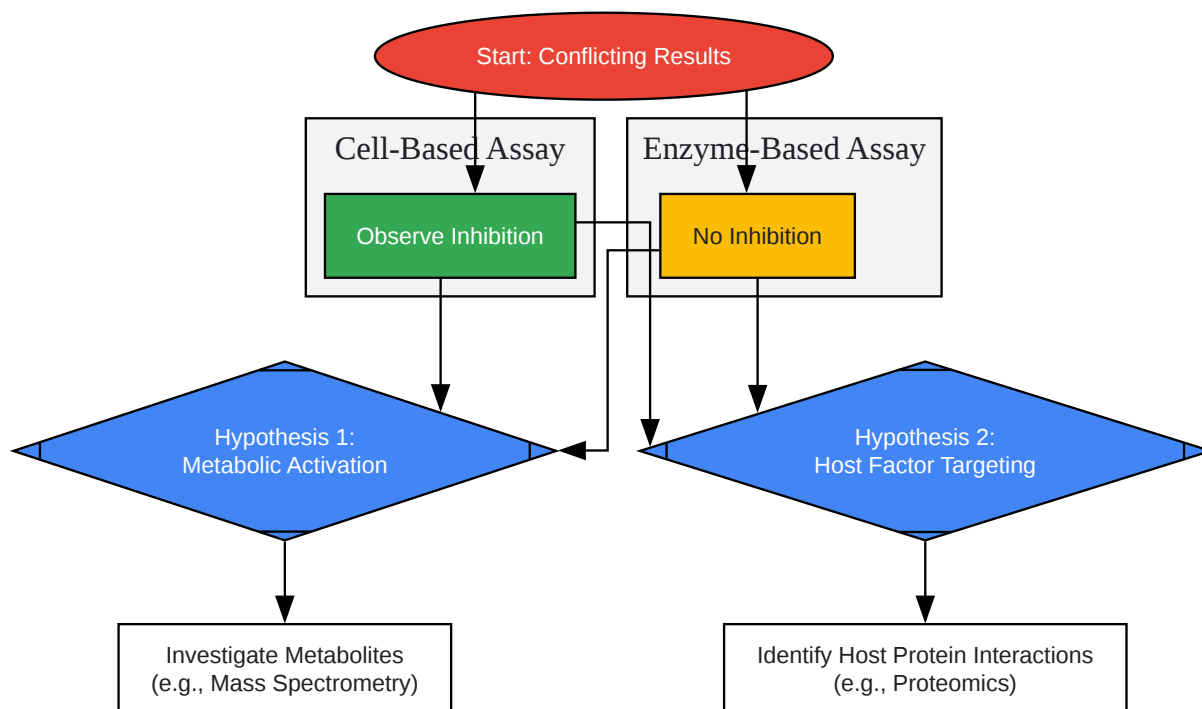 Start: Conflicting Results
Cell-Based Assay
Enzyme-Based Assay
Observe Inhibition
No Inhibition
Hypothesis 1:
Metabolic Activation
Hypothesis 2:
Host Factor Targeting
Investigate Metabolites
(e.g., Mass Spectrometry)
Identify Host Protein Interactions
(e.g., Proteomics)